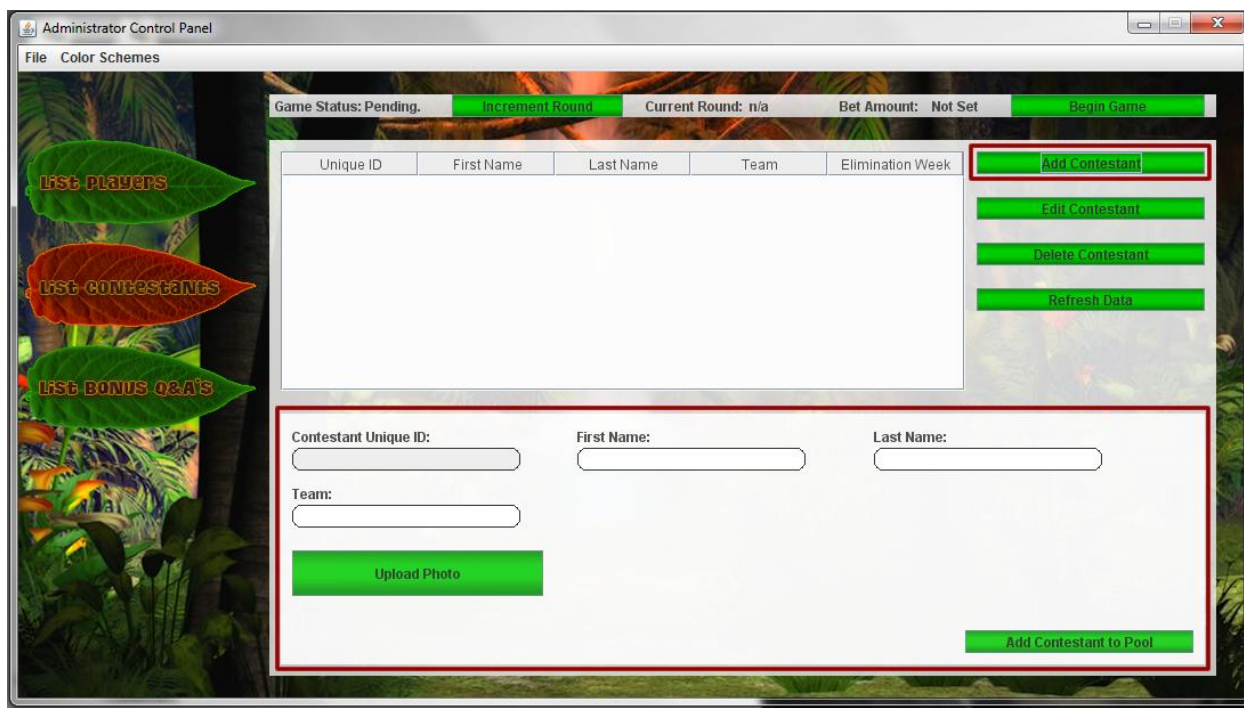 Administrator Control Panel
File Color Schemes
Game Status: Pending. Increment Round Current Round: n/a Bet Amount: Not Set Begin Game
List Players
List Contestants
List Bonus Q&A's
Unique ID First Name Last Name Team Elimination Week
Add Contestant
Edit Contestant
Delete Contestant
Refresh Data
Contestant Unique ID: First Name: Last Name:
Team:
Upload Photo
Add Contestant to Pool